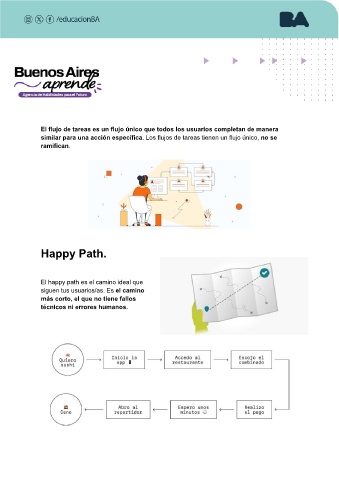 /educacionBA
BA
Buenos Aires
aprende
Agencia de Habilidades para el Futuro
El flujo de tareas es un flujo único que todos los usuarios completan de manera
similar para una acción específica. Los flujos de tareas tienen un flujo único, no se
ramifican.
Happy Path.
El happy path es el camino ideal que
siguen tus usuarios/as. Es el camino
más corto, el que no tiene fallos
técnicos ni errores humanos.
Quiero
sushi
Inicio la
app
Accedo al
restaurante
Escojo el
combinado
Ceno
Abro al
repartidor
Espero unos
minutos
Realizo
el pago